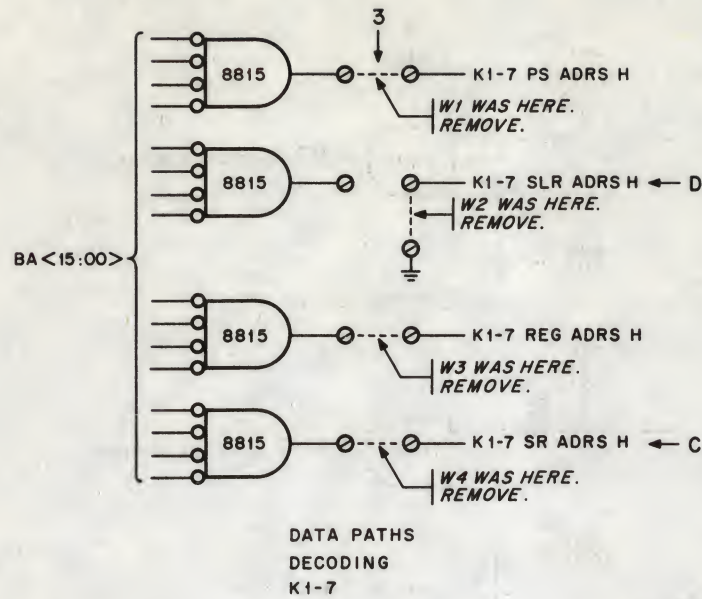 3
8815
K1-7 PS ADRS H
W1 WAS HERE.
REMOVE.
8815
K1-7 SLR ADRS H
D
W2 WAS HERE.
REMOVE.
BA <15:00>
8815
K1-7 REG ADRS H
W3 WAS HERE.
REMOVE.
8815
K1-7 SR ADRS H
C
W4 WAS HERE.
REMOVE.
DATA PATHS
DECODING
K1-7